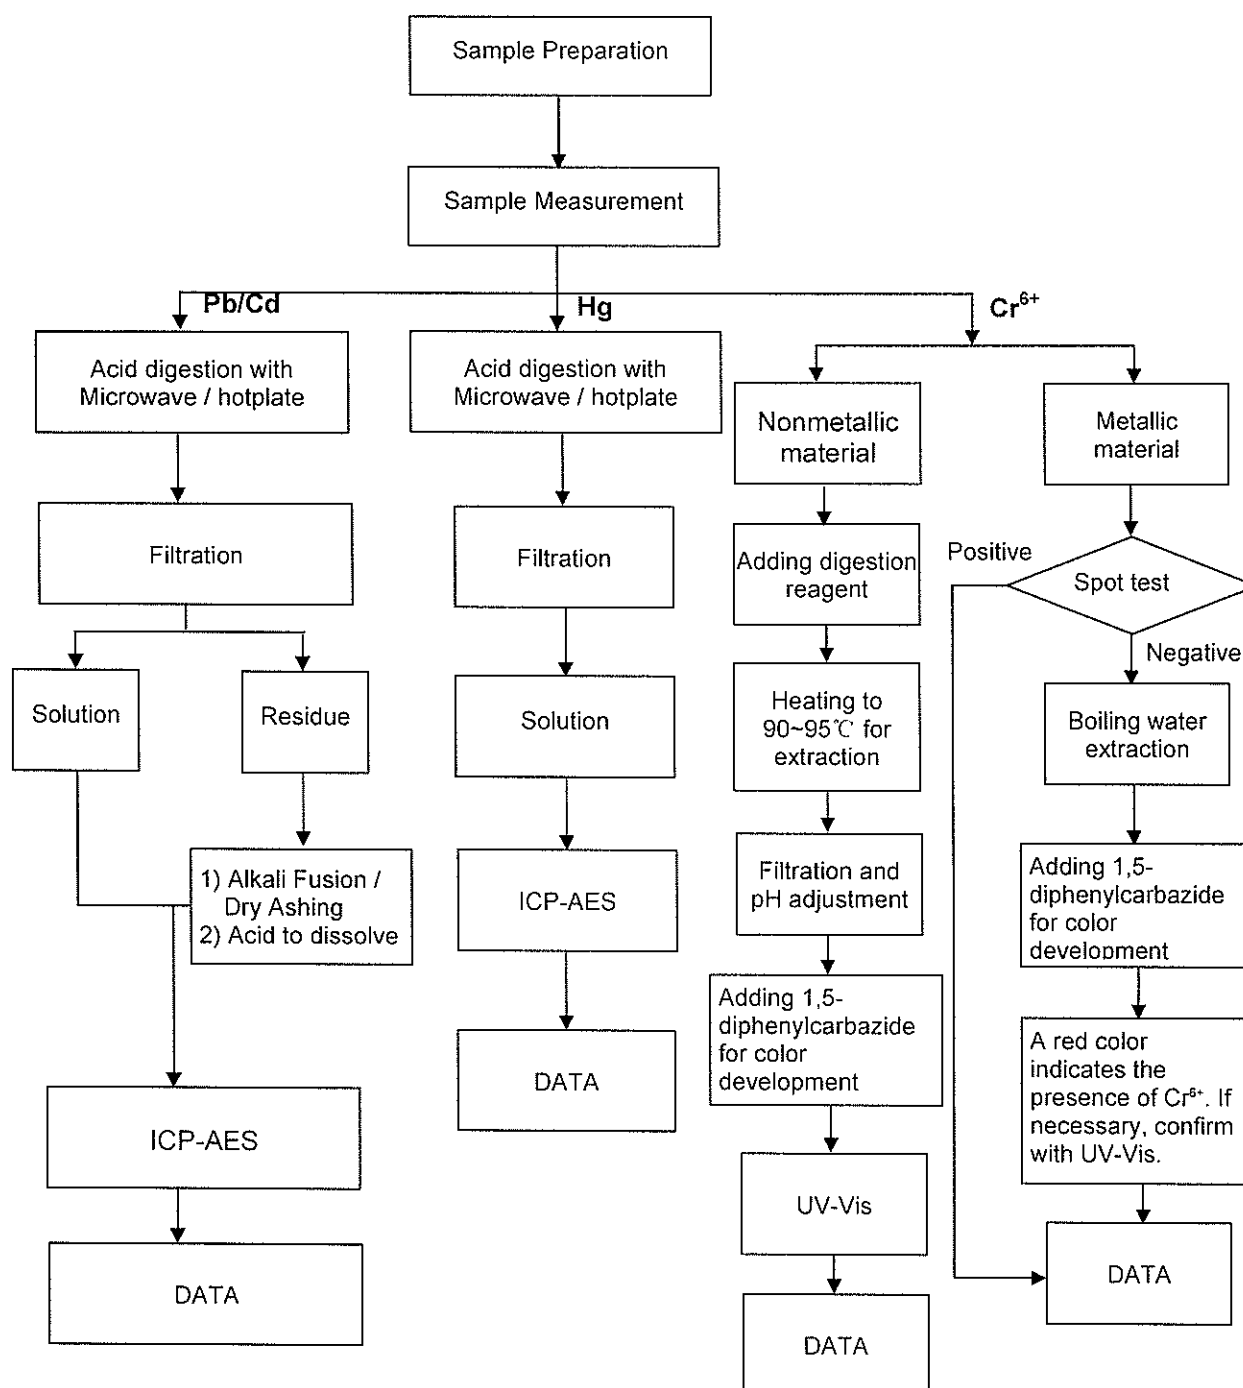 Sample Preparation
Sample Measurement
Pb/Cd
Hg
Cr⁶⁺
Acid digestion with
Microwave / hotplate
Acid digestion with
Microwave / hotplate
Nonmetallic
material
Metallic
material
Filtration
Filtration
Adding digestion
reagent
Positive
Spot test
Negative
Solution
Residue
Solution
Heating to
90~95℃ for
extraction
Boiling water
extraction
1) Alkali Fusion /
Dry Ashing
2) Acid to dissolve
ICP-AES
Filtration and
pH adjustment
Adding 1,5-
diphenylcarbazide
for color
development
Adding 1,5-
diphenylcarbazide
for color
development
A red color
indicates the
presence of Cr⁶⁺. If
necessary, confirm
with UV-Vis.
DATA
ICP-AES
UV-Vis
DATA
DATA
DATA